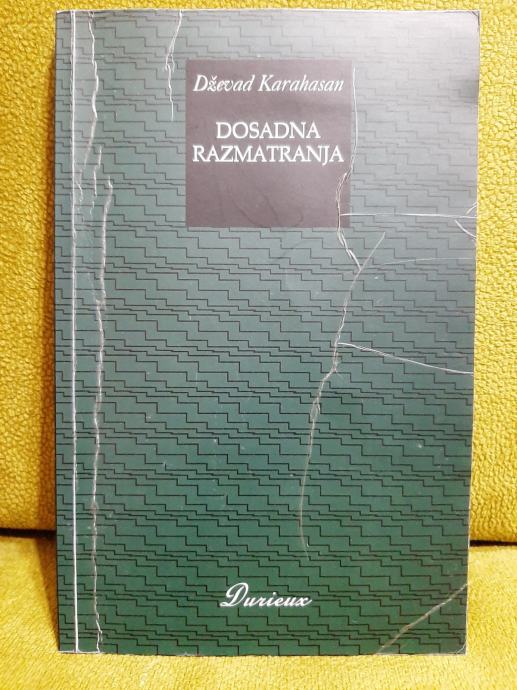 Dževad Karahasan
DOSADNA
RAZMATRANJA
Durieux